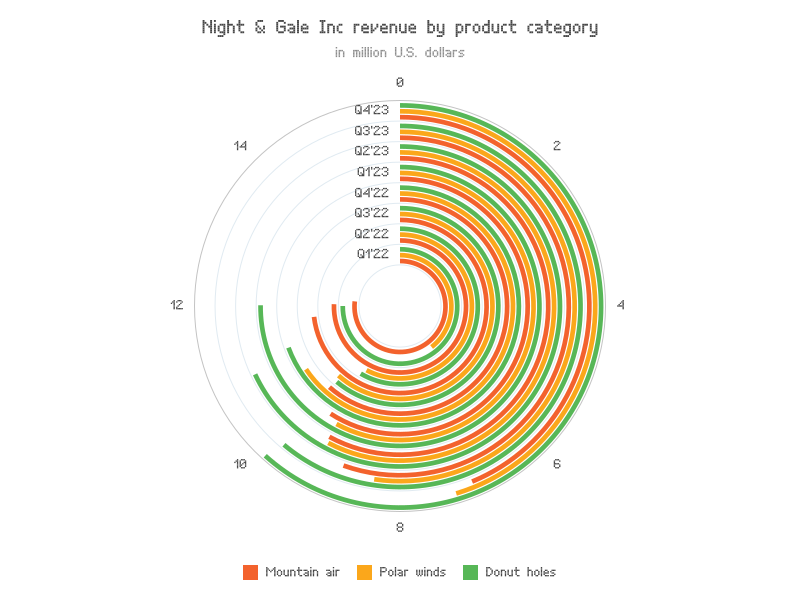 Night & Gale Inc revenue by product category
in million U.S. dollars
0
Q4'23
Q3'23
14
2
Q2'23
Q1'23
Q4'22
Q3'22
Q2'22
Q1'22
12
4
10
6
8
Mountain air Polar winds Donut holes